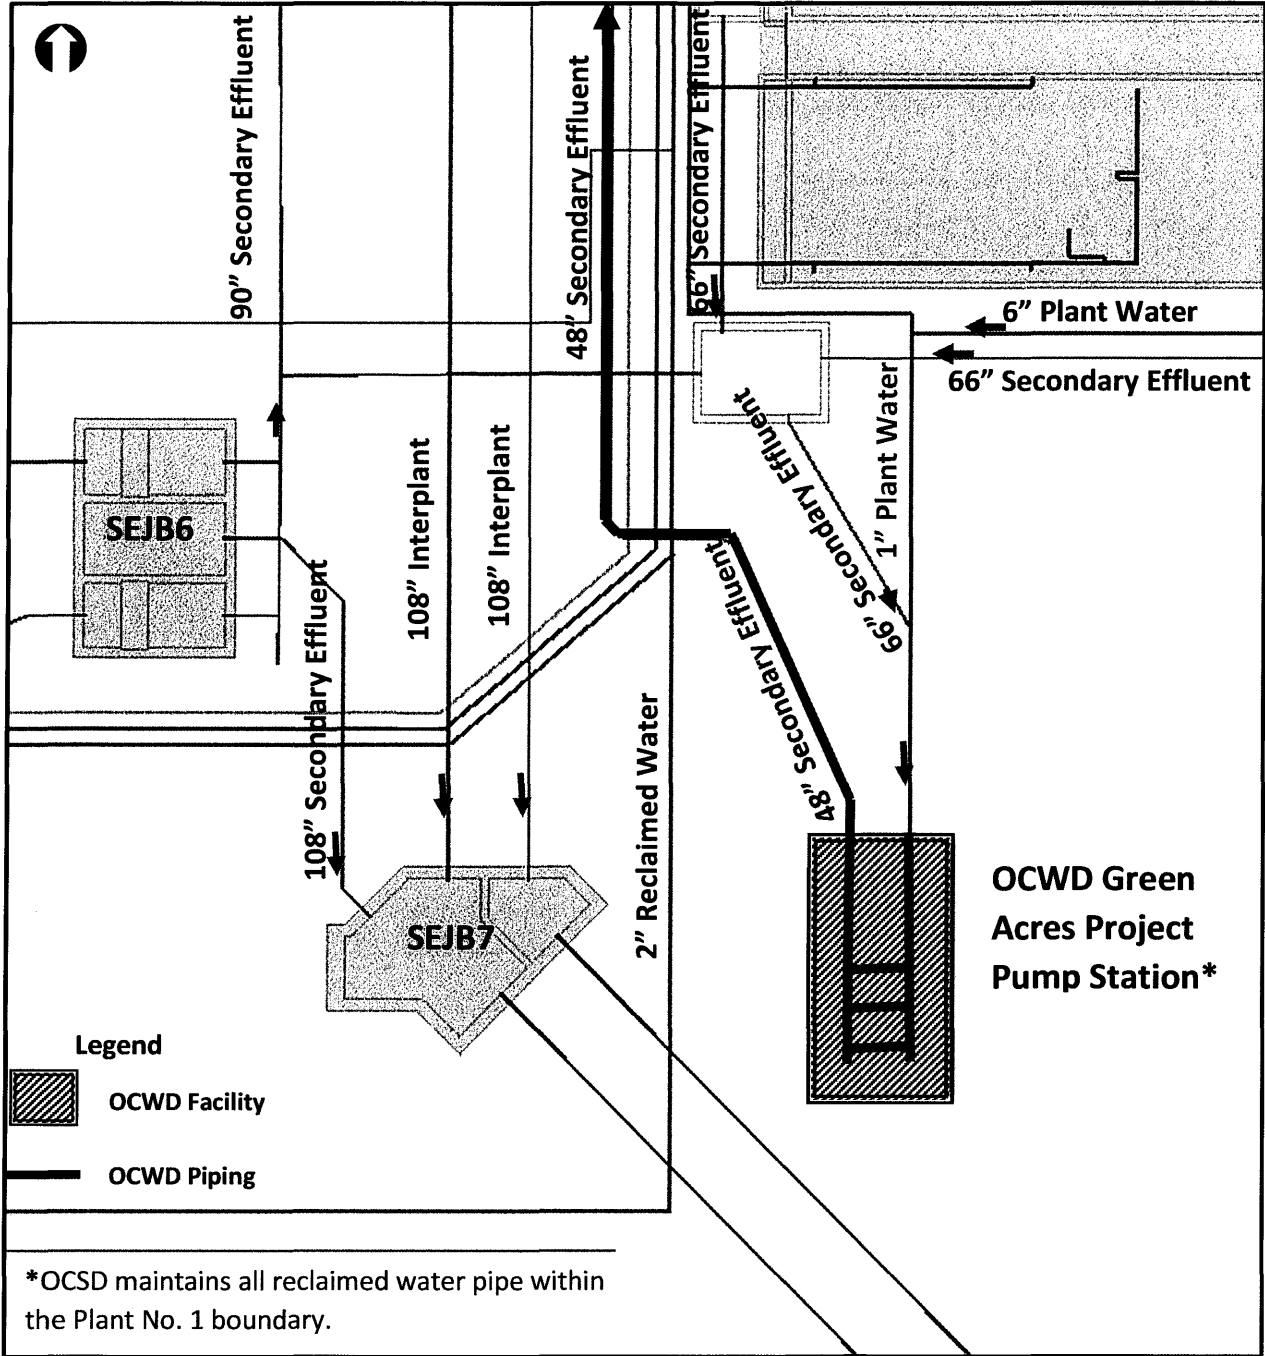 90” Secondary Effluent
48” Secondary Effluent
66” Secondary Effluent
6” Plant Water
66” Secondary Effluent
1” Plant Water
66” Secondary Effluent
108” Interplant
108” Interplant
SEJB6
108” Secondary Effluent
48” Secondary Effluent
2” Reclaimed Water
SEJB7
OCWD Green
Acres Project
Pump Station*
Legend
OCWD Facility
OCWD Piping
*OCSD maintains all reclaimed water pipe within
the Plant No. 1 boundary.